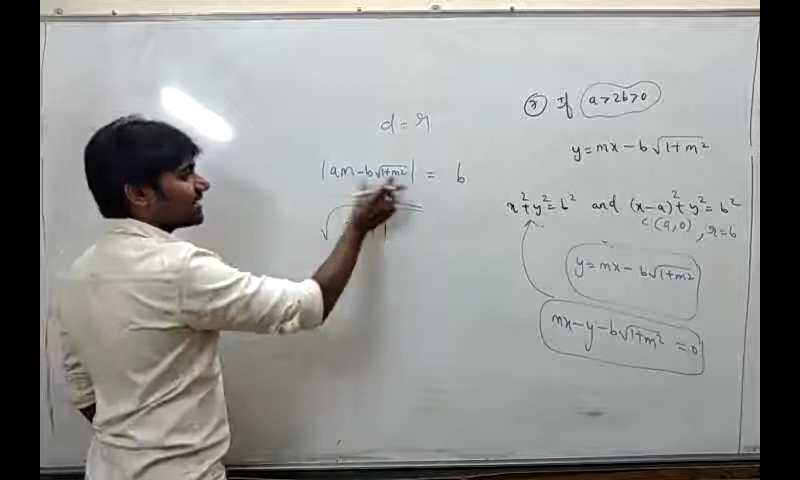 d = r
|am - b√1+m²| = b
√ 1
(*) If a>2b>0
y = mx - b√1+m²
x² + y² = b² and (x-a)² + y² = b²
c (a,0), r=b
y = mx - b√1+m²
mx - y - b√1+m² = 0